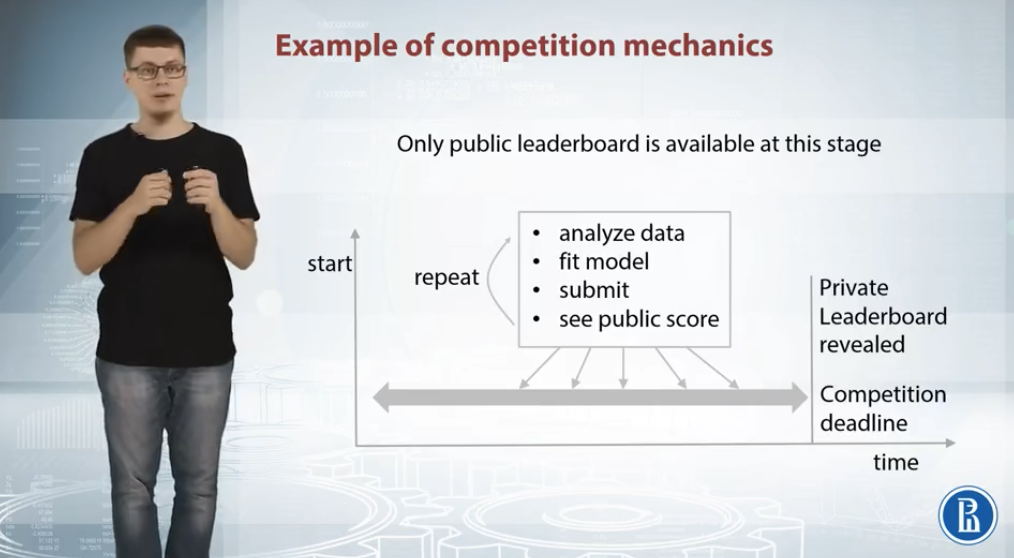 Example of competition mechanics
Only public leaderboard is available at this stage
start
repeat
• analyze data
• fit model
• submit
• see public score
Private
Leaderboard
revealed
Competition
deadline
time